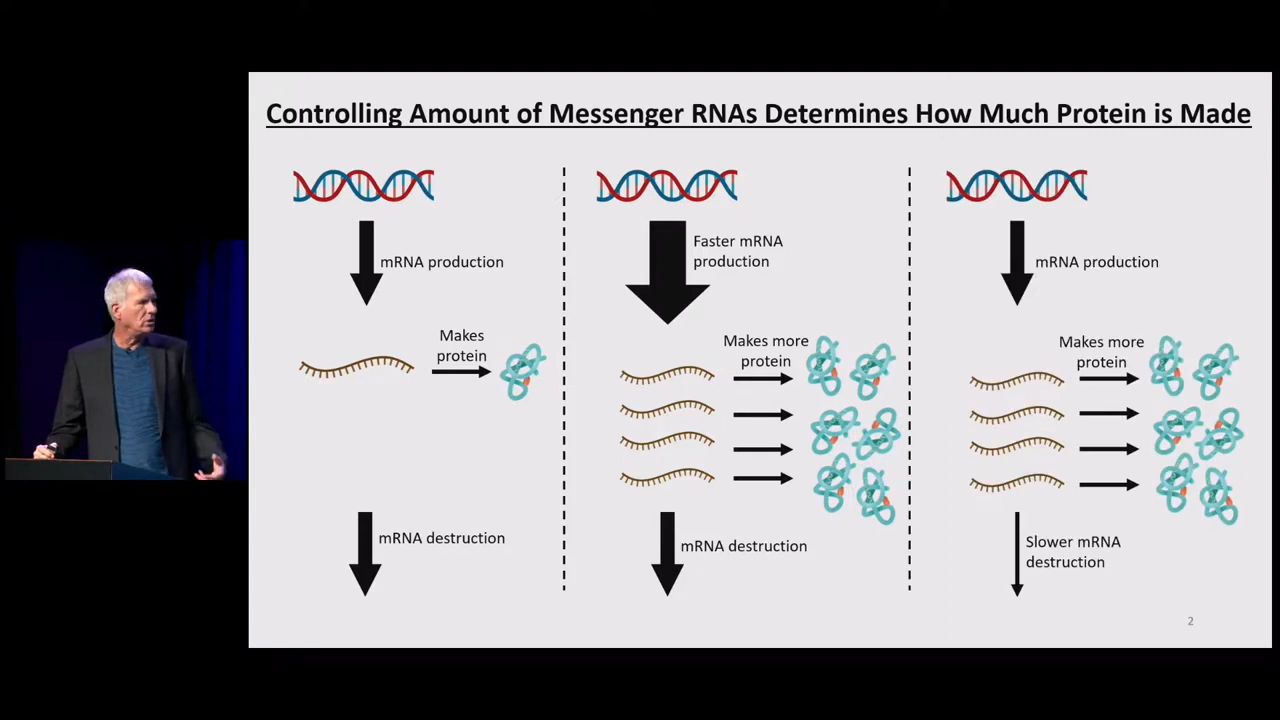 Controlling Amount of Messenger RNAs Determines How Much Protein is Made
mRNA production
Makes
protein
mRNA destruction
Faster mRNA
production
Makes more
protein
mRNA destruction
mRNA production
Makes more
protein
Slower mRNA
destruction
2